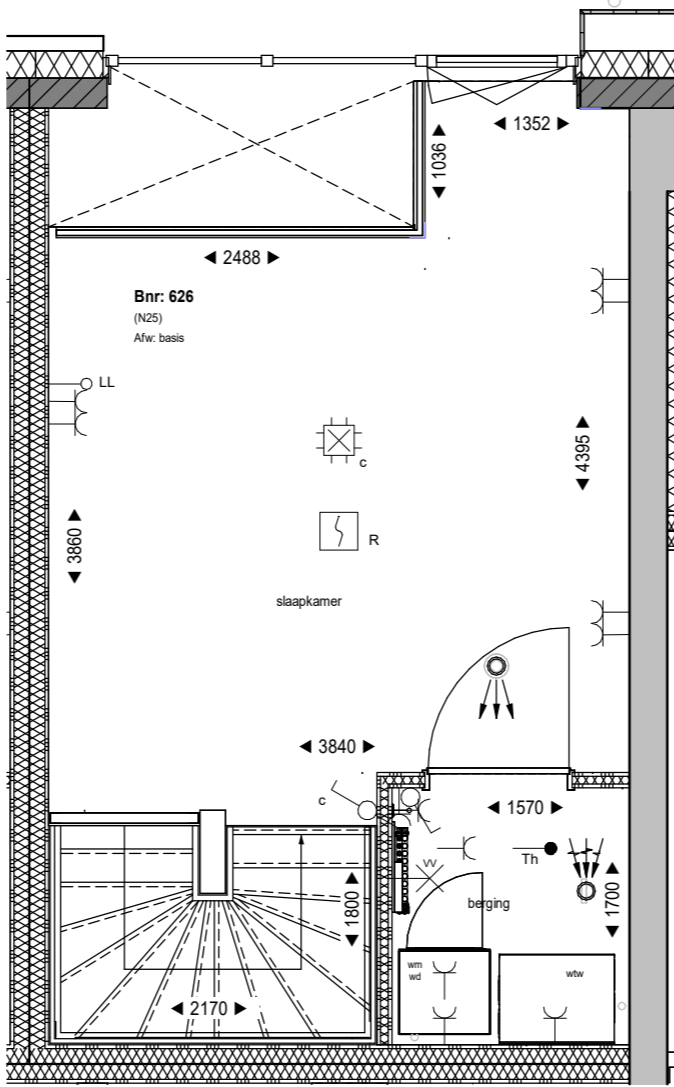 1352
1036
2488
Bnr: 626
(N25)
Afw: basis
LL
c
4395
3860
R
slaapkamer
3840
c
1570
Th
vv
1800
berging
1700
wm
wd
wtw
2170